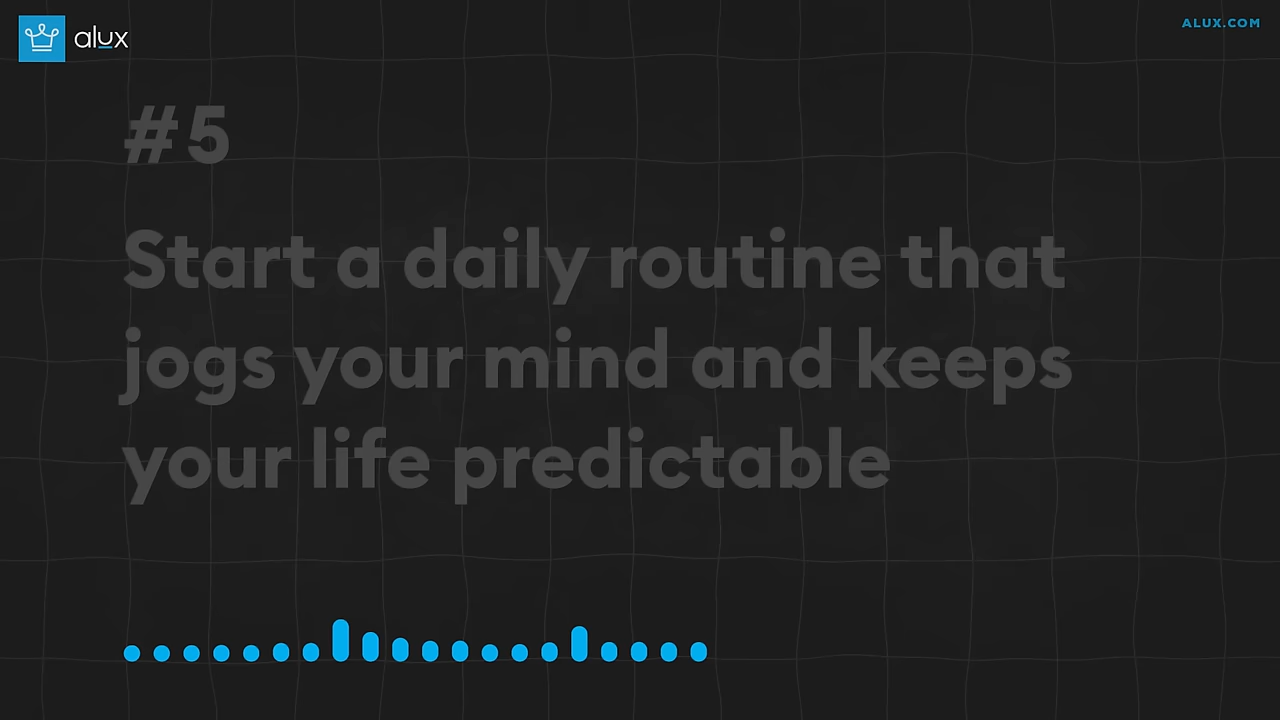 alux
ALUX.COM
#5
Start a daily routine that
jogs your mind and keeps
your life predictable